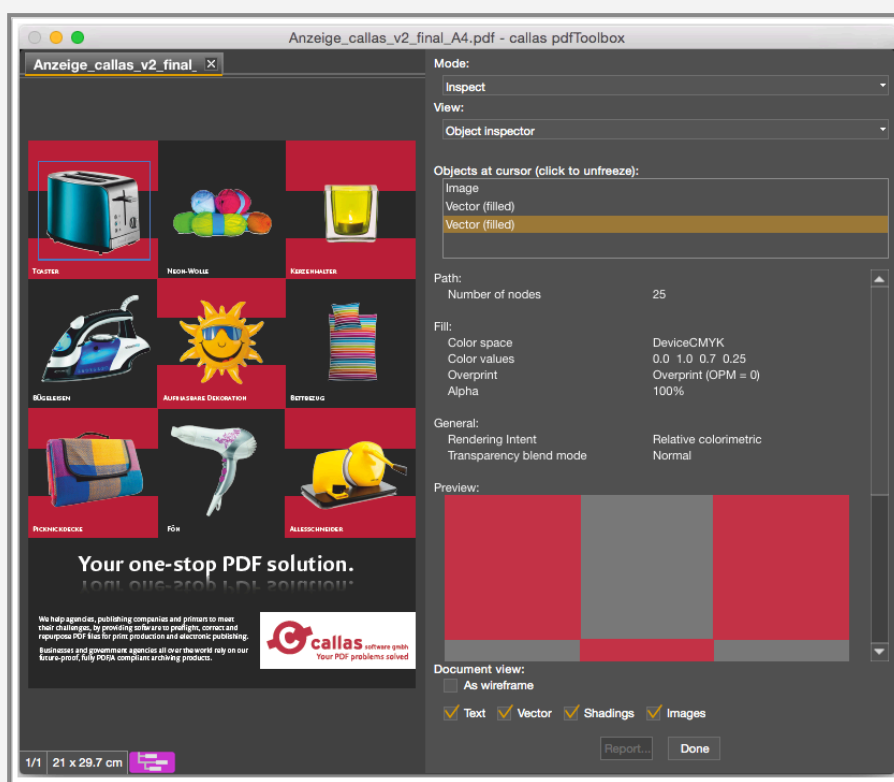 Anzeige_callas_v2_final_A4.pdf - callas pdfToolbox
Anzeige_callas_v2_final_
Mode:
Inspect
View:
Object inspector
Objects at cursor (click to unfreeze):
Image
Vector (filled)
Vector (filled)
Path:
Number of nodes 25
Fill:
Color space DeviceCMYK
Color values 0.0 1.0 0.7 0.25
Overprint Overprint (OPM = 0)
Alpha 100%
General:
Rendering Intent Relative colorimetric
Transparency blend mode Normal
Preview:
Document view:
As wireframe
Text Vector Shadings Images
Report... Done
Toaster Neon-Wolle Kerzenhalter
Bügeleisen Aufblasbare Dekoration Bettbezug
Picknickdecke Fön Allesschneider
Your one-stop PDF solution.
We help agencies, publishing companies and printers to meet
their challenges, by providing software to preflight, correct and
repurpose PDF files for print production and electronic publishing.
Businesses and government agencies all over the world rely on our
future-proof, fully PDF/A compliant archiving products.
callas software gmbh
Your PDF problems solved
1/1 21 x 29.7 cm